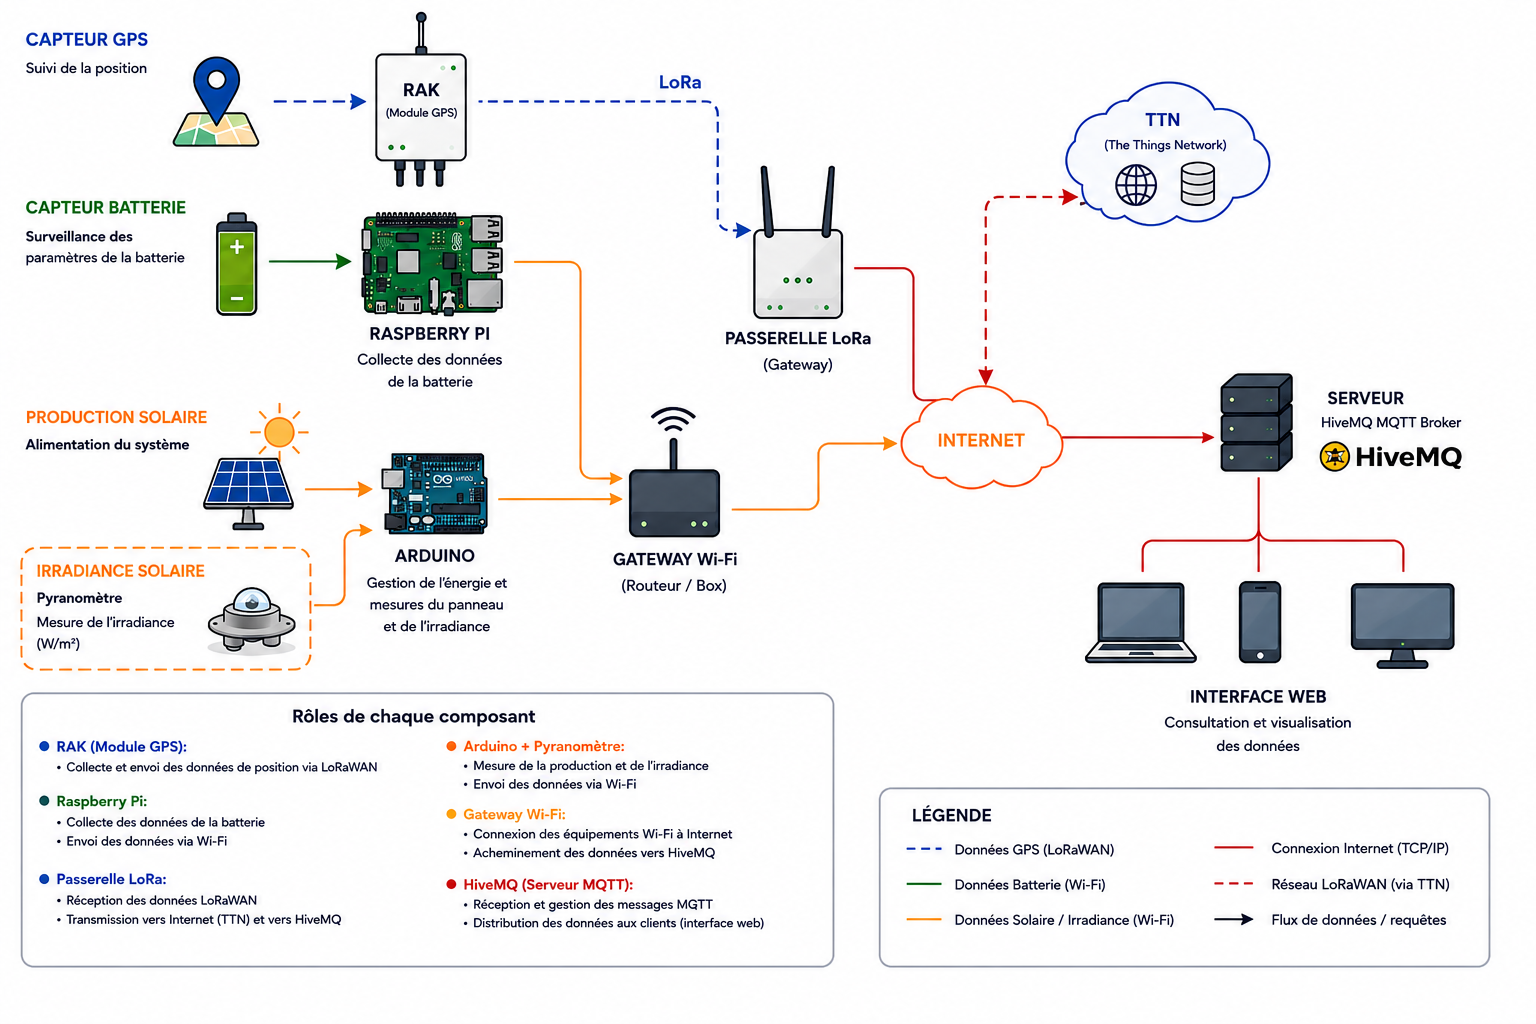 CAPTEUR GPS
Suivi de la position
RAK
(Module GPS)
LoRa
TTN
(The Things Network)
CAPTEUR BATTERIE
Surveillance des
paramètres de la batterie
+
−
RASPBERRY PI
Collecte des données
de la batterie
PASSERELLE LoRa
(Gateway)
PRODUCTION SOLAIRE
Alimentation du système
INTERNET
SERVEUR
HiveMQ MQTT Broker
HiveMQ
ARDUINO
Gestion de l'énergie et
mesures du panneau
et de l'irradiance
GATEWAY Wi-Fi
(Routeur / Box)
IRRADIANCE SOLAIRE
Pyranomètre
Mesure de l'irradiance
(W/m²)
INTERFACE WEB
Consultation et visualisation
des données
Rôles de chaque composant
RAK (Module GPS):
• Collecte et envoi des données de position via LoRaWAN
Raspberry Pi:
• Collecte des données de la batterie
• Envoi des données via Wi-Fi
Passerelle LoRa:
• Réception des données LoRaWAN
• Transmission vers Internet (TTN) et vers HiveMQ
Arduino + Pyranomètre:
• Mesure de la production et de l'irradiance
• Envoi des données via Wi-Fi
Gateway Wi-Fi:
• Connexion des équipements Wi-Fi à Internet
• Acheminement des données vers HiveMQ
HiveMQ (Serveur MQTT):
• Réception et gestion des messages MQTT
• Distribution des données aux clients (interface web)
LÉGENDE
Données GPS (LoRaWAN)
Données Batterie (Wi-Fi)
Données Solaire / Irradiance (Wi-Fi)
Connexion Internet (TCP/IP)
Réseau LoRaWAN (via TTN)
Flux de données / requêtes